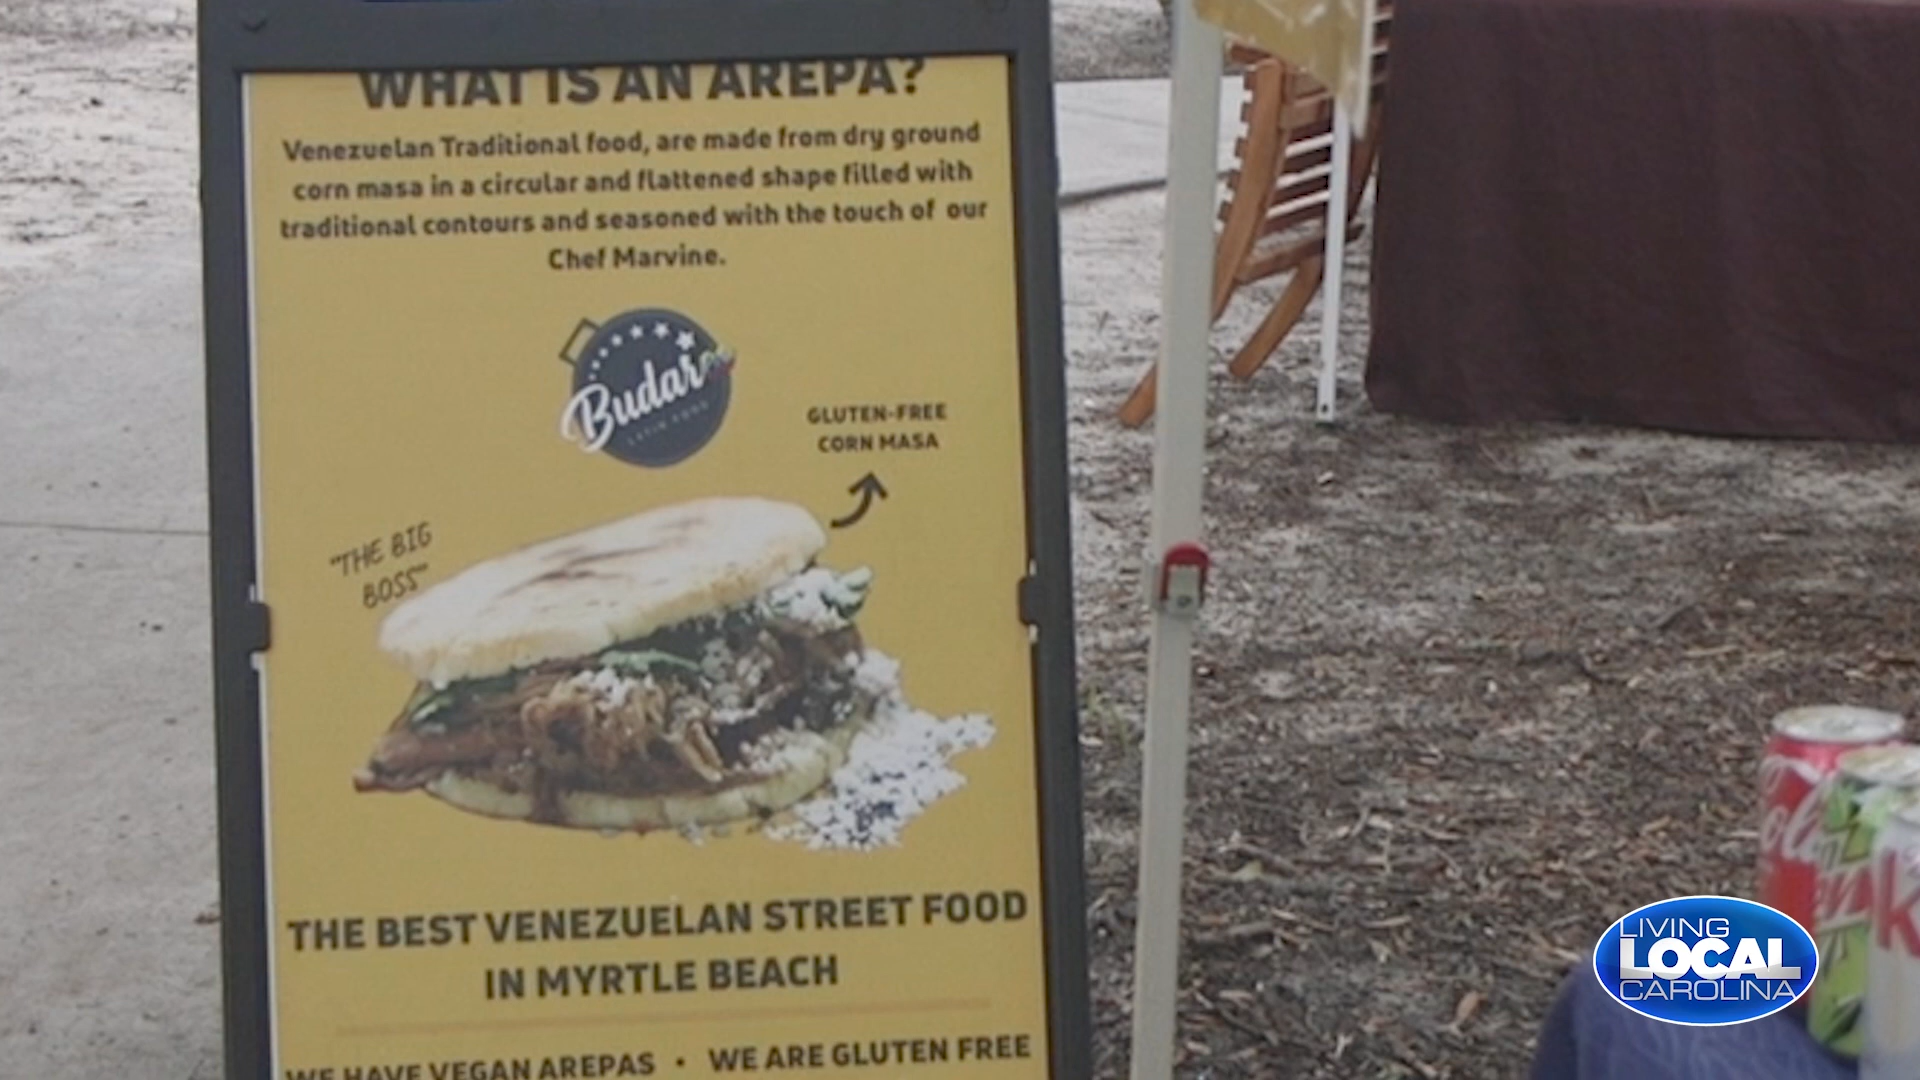 WHAT IS AN AREPA?
Venezuelan Traditional food, are made from dry ground
corn masa in a circular and flattened shape filled with
traditional contours and seasoned with the touch of our
Chef Marvine.
Budare
LATIN FOOD
GLUTEN-FREE
CORN MASA
"THE BIG
BOSS"
THE BEST VENEZUELAN STREET FOOD
IN MYRTLE BEACH
WE HAVE VEGAN AREPAS • WE ARE GLUTEN FREE
LIVING
LOCAL
CAROLINA